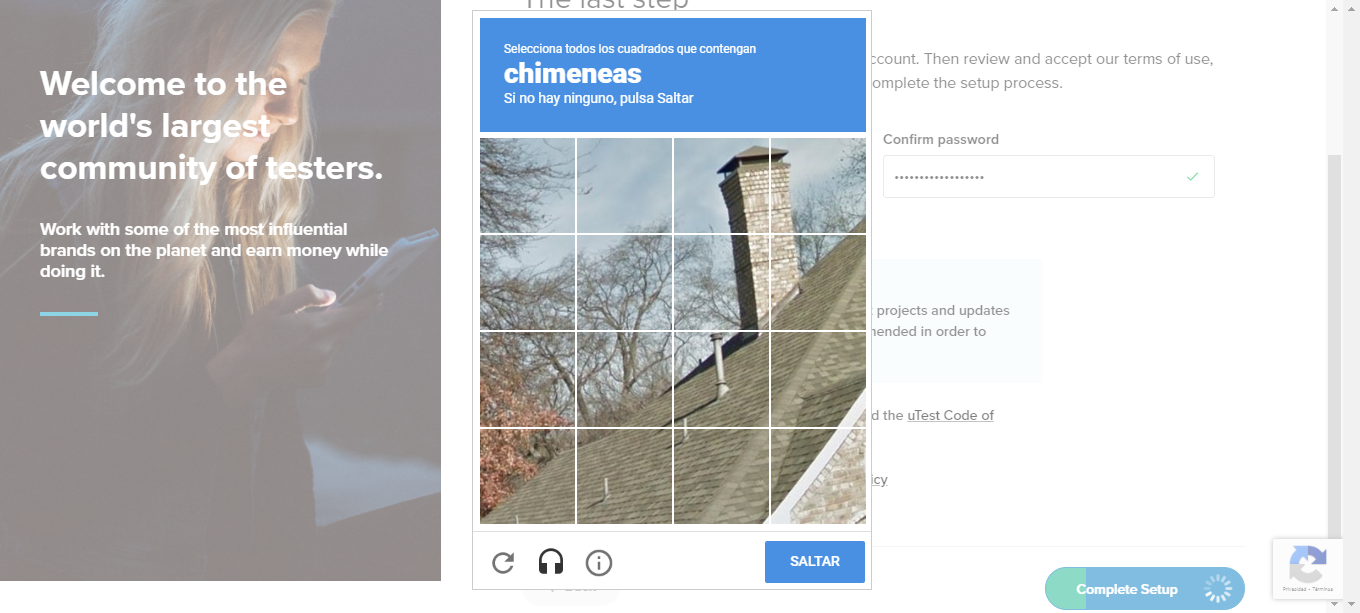 The last step
Welcome to the
world's largest
community of testers.
Work with some of the most influential
brands on the planet and earn money while
doing it.
Selecciona todos los cuadrados que contengan
chimeneas
Si no hay ninguno, pulsa Saltar
ccount. Then review and accept our terms of use,
omplete the setup process.
Confirm password
••••••••••••••••••
projects and updates
nended in order to
d the uTest Code of
icy
SALTAR
Complete Setup
Privacidad - Términos